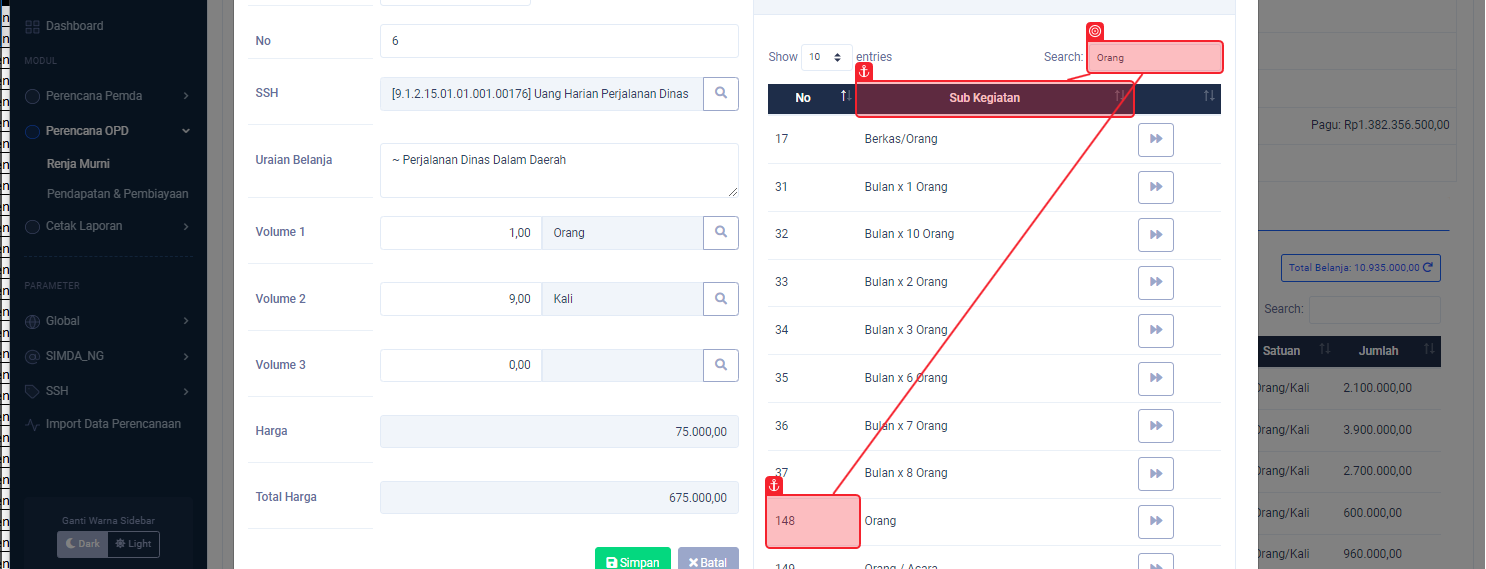 Dashboard
MODUL
Perencana Pemda
Perencana OPD
Renja Murni
Pendapatan & Pembiayaan
Cetak Laporan
PARAMETER
Global
SIMDA_NG
SSH
Import Data Perencanaan
Ganti Warna Sidebar
Dark Light
No 6
SSH [9.1.2.15.01.01.001.00176] Uang Harian Perjalanan Dinas
Uraian Belanja ~ Perjalanan Dinas Dalam Daerah
Volume 1 1,00 Orang
Volume 2 9,00 Kali
Volume 3 0,00
Harga 75.000,00
Total Harga 675.000,00
Simpan Batal
Show 10 entries Search: Orang
No Sub Kegiatan
17 Berkas/Orang
31 Bulan x 1 Orang
32 Bulan x 10 Orang
33 Bulan x 2 Orang
34 Bulan x 3 Orang
35 Bulan x 6 Orang
36 Bulan x 7 Orang
37 Bulan x 8 Orang
148 Orang
149 Orang / Acara
Pagu: Rp1.382.356.500,00
Total Belanja: 10.935.000,00
Search:
Satuan Jumlah
Orang/Kali 2.100.000,00
Orang/Kali 3.900.000,00
Orang/Kali 2.700.000,00
Orang/Kali 600.000,00
Orang/Kali 960.000,00